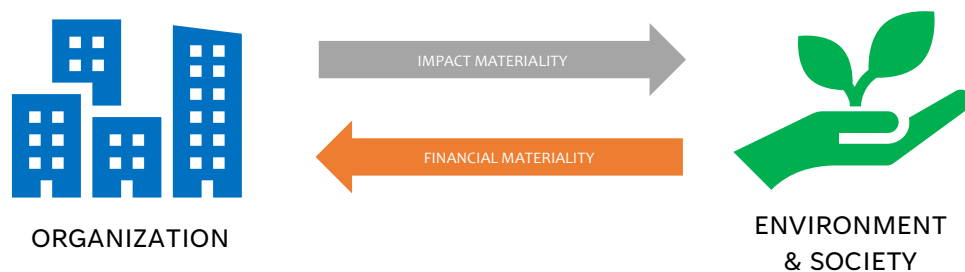 IMPACT MATERIALITY
FINANCIAL MATERIALITY
ORGANIZATION
ENVIRONMENT
& SOCIETY